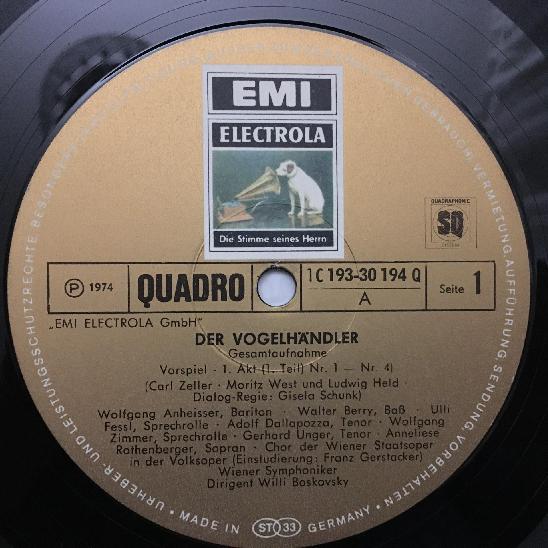 EMI
ELECTROLA
Die Stimme seines Herrn
QUADRAPHONIC
SQ
Ⓟ 1974
QUADRO
1 C 193-30 194 Q
A
Seite 1
„EMI ELECTROLA GmbH"
DER VOGELHÄNDLER
Gesamtaufnahme
Vorspiel - 1. Akt (1. Teil) Nr. 1 — Nr. 4)
(Carl Zeller · Moritz West und Ludwig Held ·
Dialog-Regie: Gisela Schunk)
Wolfgang Anheisser, Bariton · Walter Berry, Baß · Ulli
Fessl, Sprechrolle · Adolf Dallapozza, Tenor · Wolfgang
Zimmer, Sprechrolle · Gerhard Unger, Tenor · Anneliese
Rothenberger, Sopran · Chor der Wiener Staatsoper
in der Volksoper (Einstudierung: Franz Gerstacker)
Wiener Symphoniker
Dirigent Willi Boskovsky
URHEBER- UND LEISTUNGSSCHUTZRECHTE BESONDERS GEBRAUCH, VERMIETUNG, AUFFÜHRUNG, SENDUNG VORBEHALTEN
· MADE IN ST 33 GERMANY ·